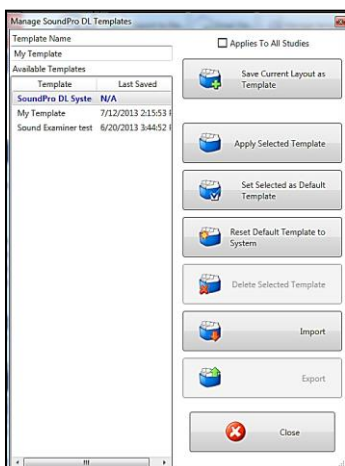 Manage SoundPro DL Templates
Template Name
My Template
Available Templates
Template Last Saved
SoundPro DL Syste N/A
My Template 7/12/2013 2:15:53
Sound Examiner test 6/20/2013 3:44:52
Applies To All Studies
Save Current Layout as
Template
Apply Selected Template
Set Selected as Default
Template
Reset Default Template to
System
Delete Selected Template
Import
Export
Close